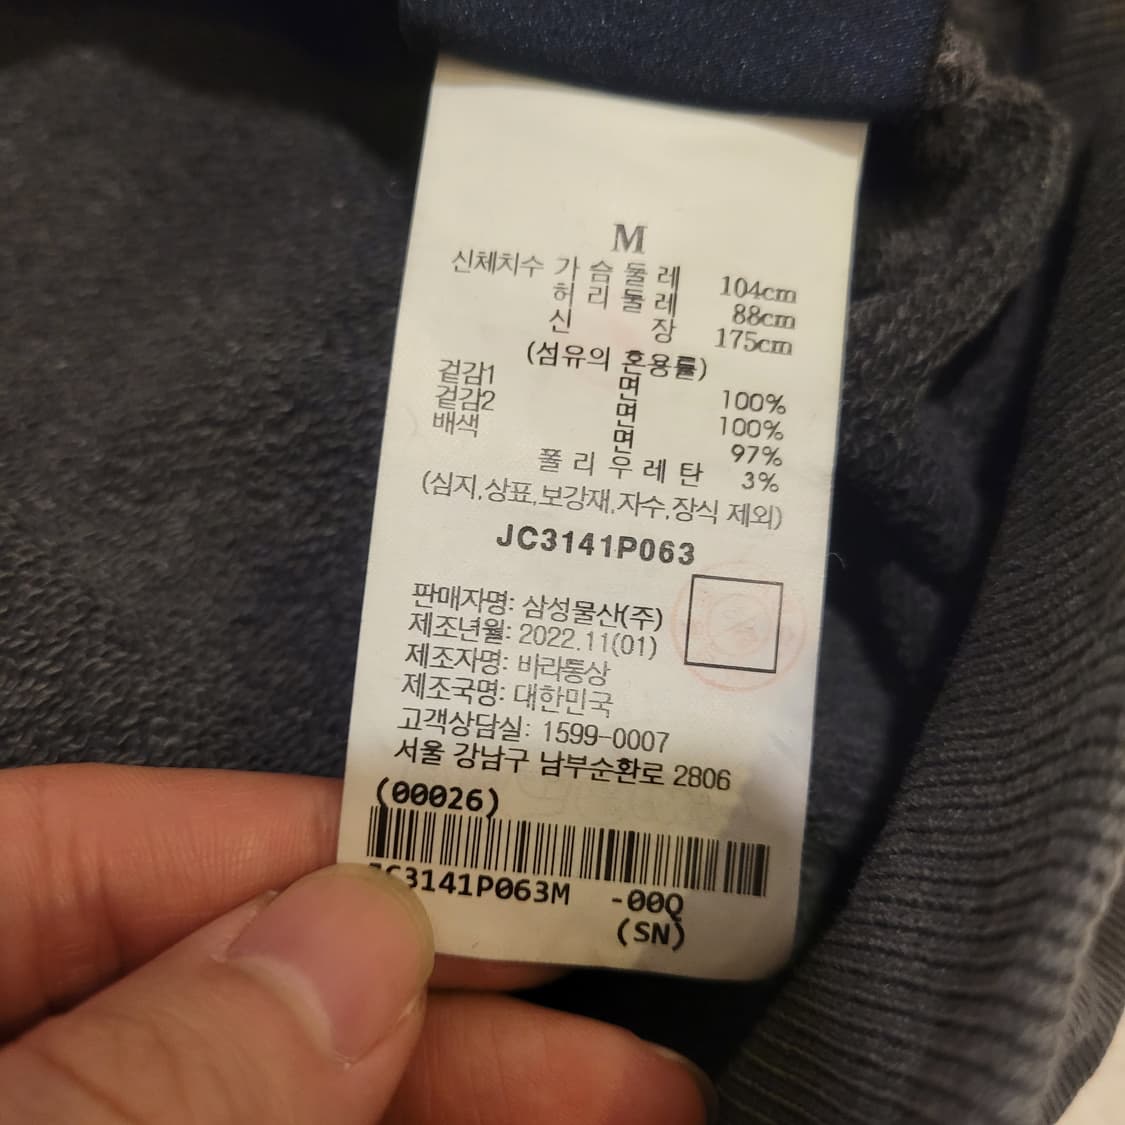 M
신체치수 가 슴 둘 레 104cm
허 리 둘 레 88cm
신 장 175cm
(섬유의 혼용률)
겉감1 면 100%
겉감2 면 100%
배색 면 97%
폴 리 우 레 탄 3%
(심지,상표,보강재,자수,장식 제외)
JC3141P063
판매자명: 삼성물산(주)
제조년월: 2022.11(01)
제조자명: 바라통상
제조국명: 대한민국
고객상담실: 1599-0007
서울 강남구 남부순환로 2806
(00026)
JC3141P063M -00Q
(SN)